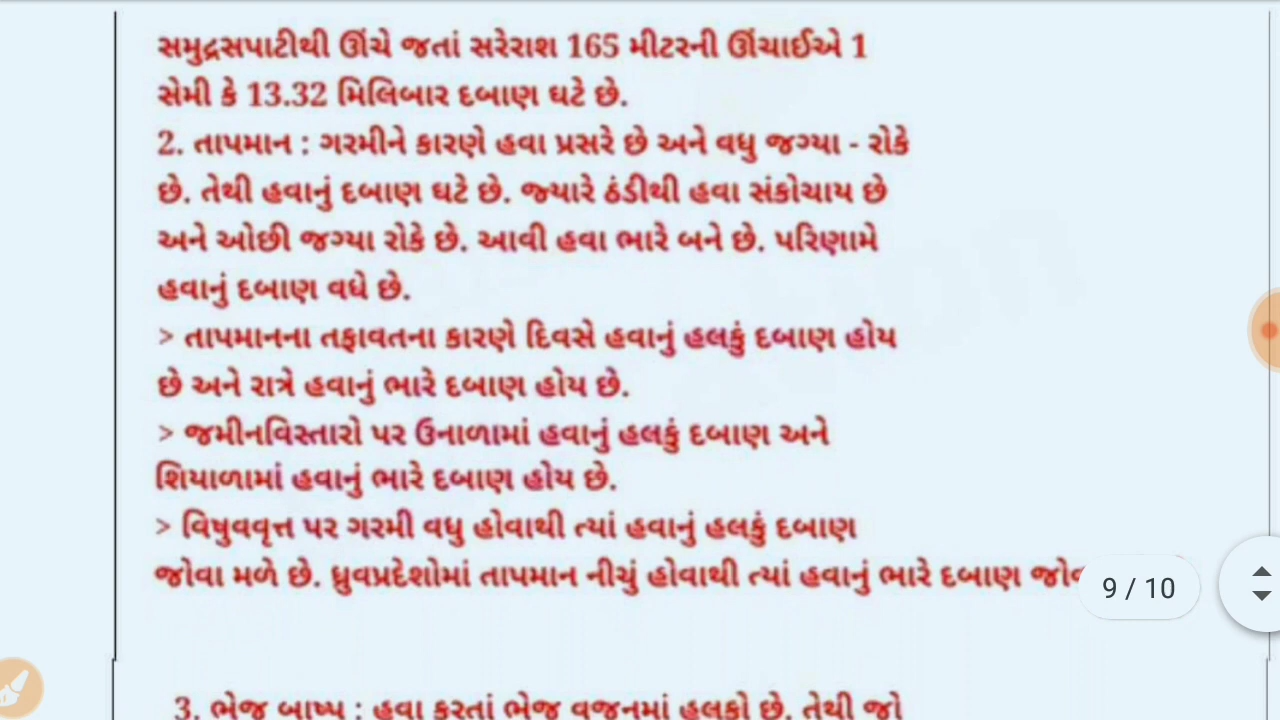 સમુદ્રસપાટીથી ઊંચે જતાં સરેરાશ 165 મીટરની ઊંચાઈએ 1
સેમી કે 13.32 મિલિબાર દબાણ ઘટે છે.
2. તાપમાન : ગરમીને કારણે હવા પ્રસરે છે અને વધુ જગ્યા - રોકે
છે. તેથી હવાનું દબાણ ઘટે છે. જ્યારે ઠંડીથી હવા સંકોચાય છે
અને ઓછી જગ્યા રોકે છે. આવી હવા ભારે બને છે. પરિણામે
હવાનું દબાણ વધે છે.
> તાપમાનના તફાવતના કારણે દિવસે હવાનું હલકું દબાણ હોય
છે અને રાત્રે હવાનું ભારે દબાણ હોય છે.
> જમીનવિસ્તારો પર ઉનાળામાં હવાનું હલકું દબાણ અને
શિયાળામાં હવાનું ભારે દબાણ હોય છે.
> વિષુવવૃત્ત પર ગરમી વધુ હોવાથી ત્યાં હવાનું હલકું દબાણ
જોવા મળે છે. ધ્રુવપ્રદેશોમાં તાપમાન નીચું હોવાથી ત્યાં હવાનું ભારે દબાણ
9 / 10
3. ભેજ બાષ્પ : હવા કરતાં ભેજ વજનમાં હલકો છે. તેથી જો